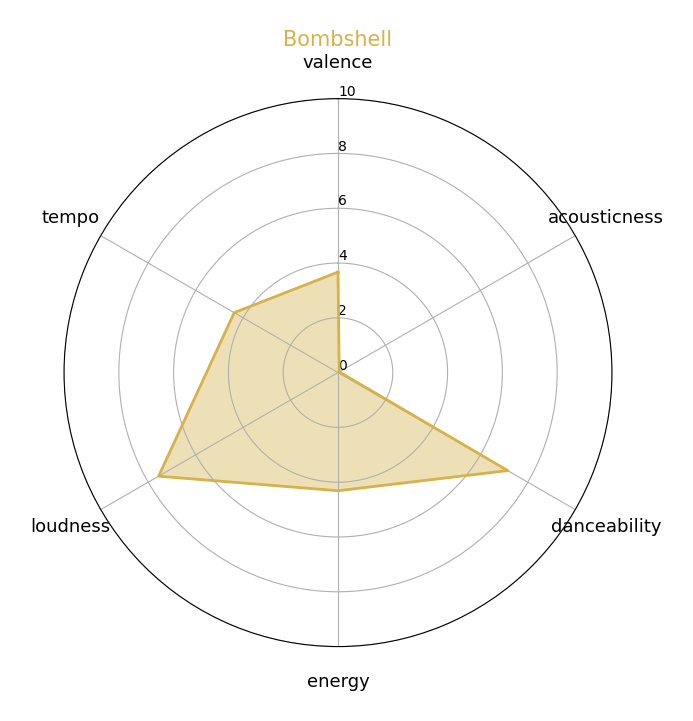 Bombshell
valence
10
8
6
4
2
0
tempo
acousticness
loudness
danceability
energy